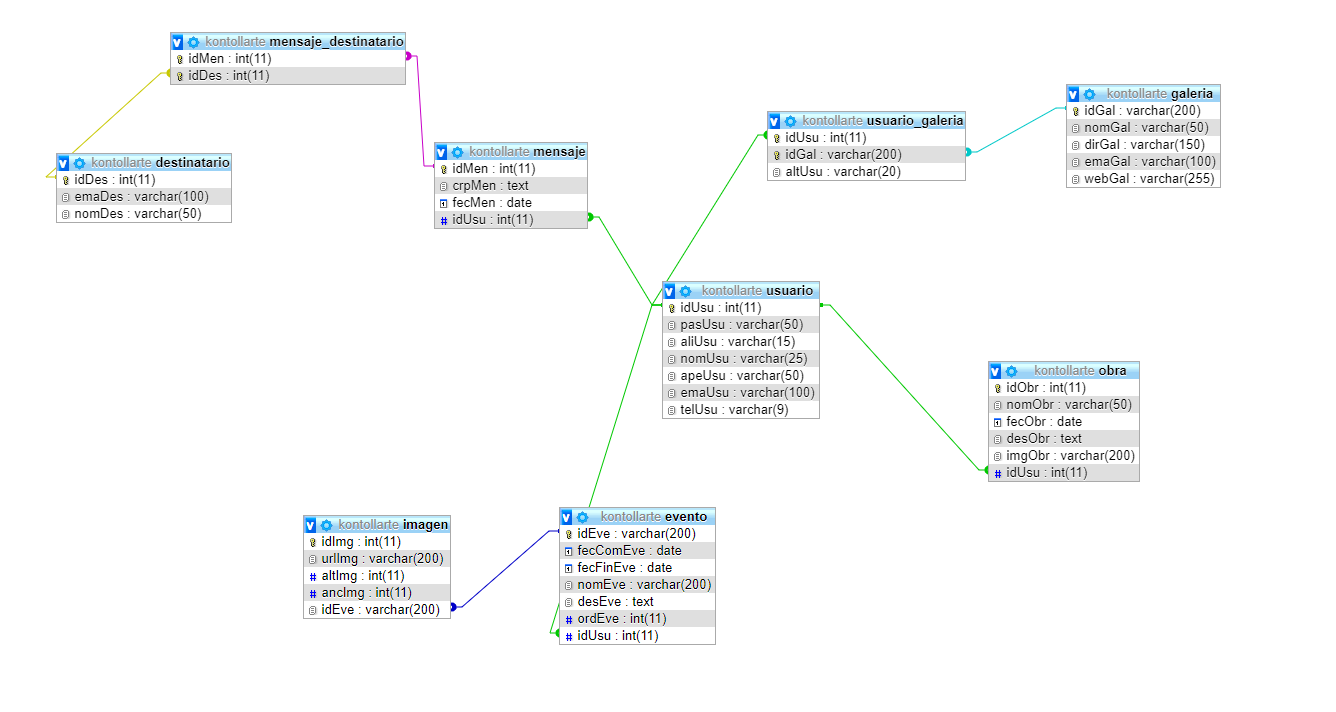 kontollarte mensaje_destinatario
idMen : int(11)
idDes : int(11)
kontollarte destinatario
idDes : int(11)
emaDes : varchar(100)
nomDes : varchar(50)
kontollarte mensaje
idMen : int(11)
crpMen : text
fecMen : date
idUsu : int(11)
kontollarte usuario_galeria
idUsu : int(11)
idGal : varchar(200)
altUsu : varchar(20)
kontollarte galeria
idGal : varchar(200)
nomGal : varchar(50)
dirGal : varchar(150)
emaGal : varchar(100)
webGal : varchar(255)
kontollarte usuario
idUsu : int(11)
pasUsu : varchar(50)
aliUsu : varchar(15)
nomUsu : varchar(25)
apeUsu : varchar(50)
emaUsu : varchar(100)
telUsu : varchar(9)
kontollarte obra
idObr : int(11)
nomObr : varchar(50)
fecObr : date
desObr : text
imgObr : varchar(200)
idUsu : int(11)
kontollarte imagen
idImg : int(11)
urlImg : varchar(200)
altImg : int(11)
ancImg : int(11)
idEve : varchar(200)
kontollarte evento
idEve : varchar(200)
fecComEve : date
fecFinEve : date
nomEve : varchar(200)
desEve : text
ordEve : int(11)
idUsu : int(11)